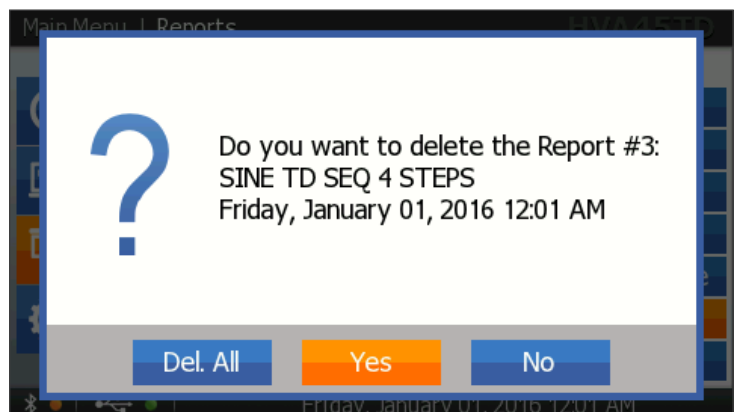 Main Menu | Reports
HVA45TD
Do you want to delete the Report #3:
SINE TD SEQ 4 STEPS
Friday, January 01, 2016 12:01 AM
Del. All
Yes
No
Friday, January 01, 2016 12:01 AM